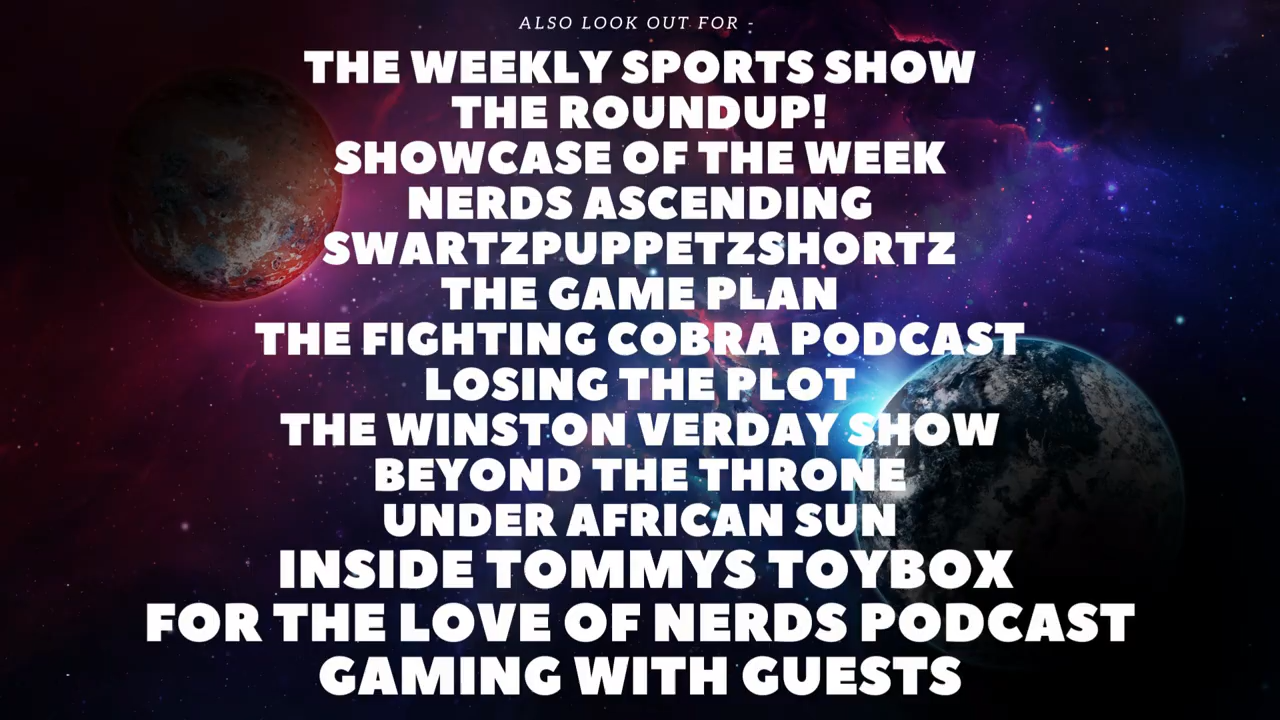 ALSO LOOK OUT FOR -
THE WEEKLY SPORTS SHOW
THE ROUNDUP!
SHOWCASE OF THE WEEK
NERDS ASCENDING
SWARTZPUPPETZSHORTZ
THE GAME PLAN
THE FIGHTING COBRA PODCAST
LOSING THE PLOT
THE WINSTON VERDAY SHOW
BEYOND THE THRONE
UNDER AFRICAN SUN
INSIDE TOMMYS TOYBOX
FOR THE LOVE OF NERDS PODCAST
GAMING WITH GUESTS